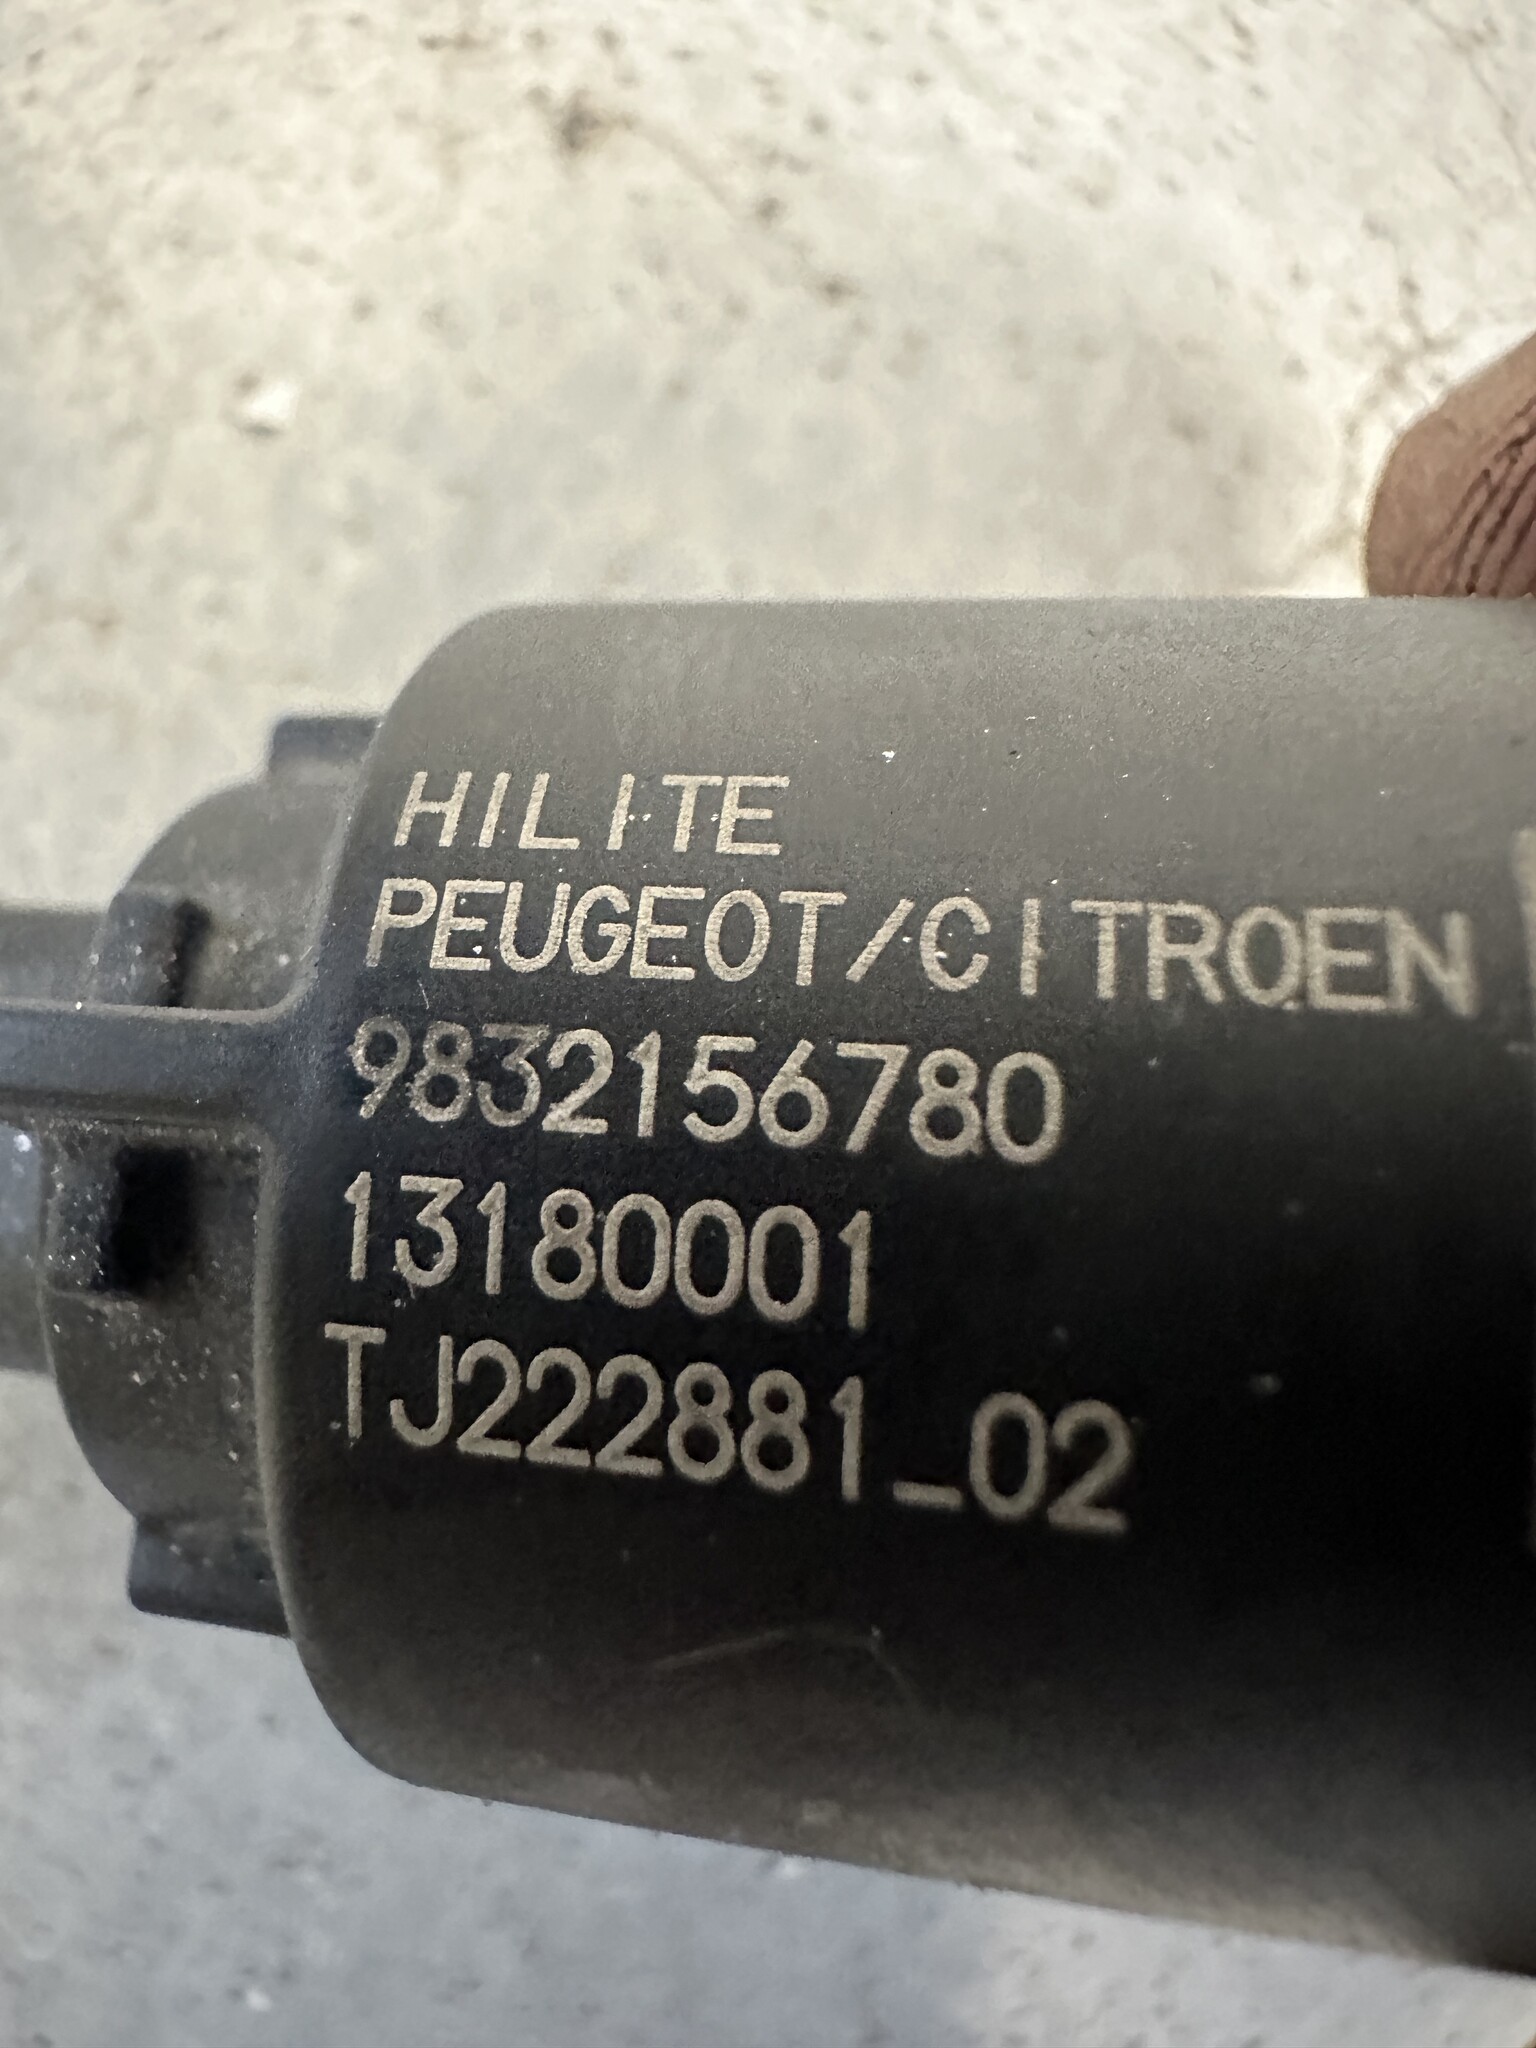 HILITE
PEUGEOT/CITROEN
9832156780
13180001
TJ222881_02